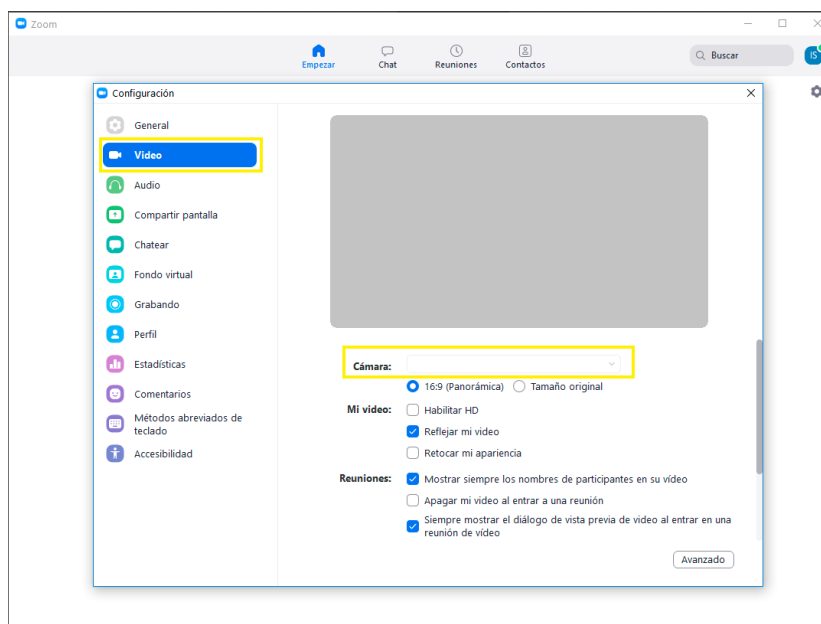 Zoom
Empezar
Chat
Reuniones
Contactos
Buscar
IS
Configuración
General
Video
Audio
Compartir pantalla
Chatear
Fondo virtual
Grabando
Perfil
Estadísticas
Comentarios
Métodos abreviados de
teclado
Accesibilidad
Cámara:
16:9 (Panorámica) Tamaño original
Mi video: Habilitar HD
Reflejar mi video
Retocar mi apariencia
Reuniones: Mostrar siempre los nombres de participantes en su vídeo
Apagar mi video al entrar a una reunión
Siempre mostrar el diálogo de vista previa de video al entrar en una
reunión de vídeo
Avanzado